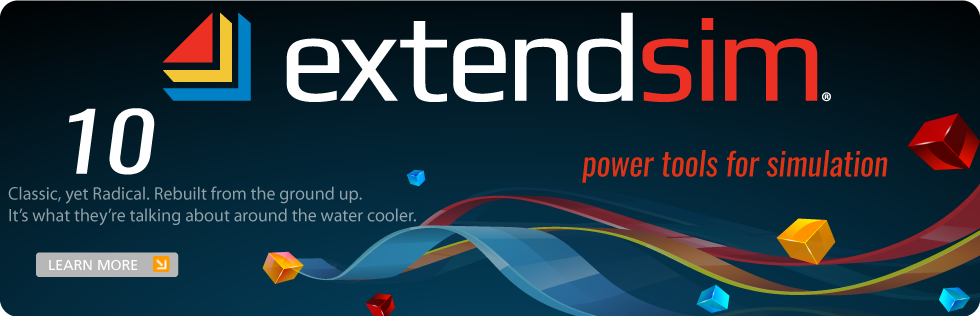 extendsim®
10
power tools for simulation
Classic, yet Radical. Rebuilt from the ground up.
It's what they're talking about around the water cooler.
LEARN MORE